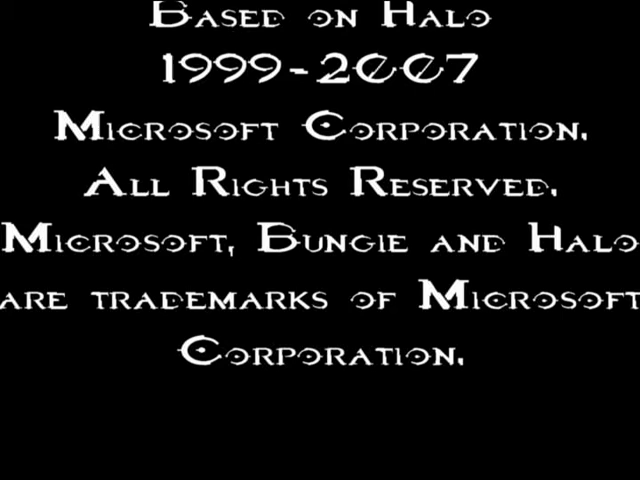 Based on Halo
1999-2007
Microsoft Corporation.
All Rights Reserved.
Microsoft, Bungie and Halo
are trademarks of Microsoft
Corporation.